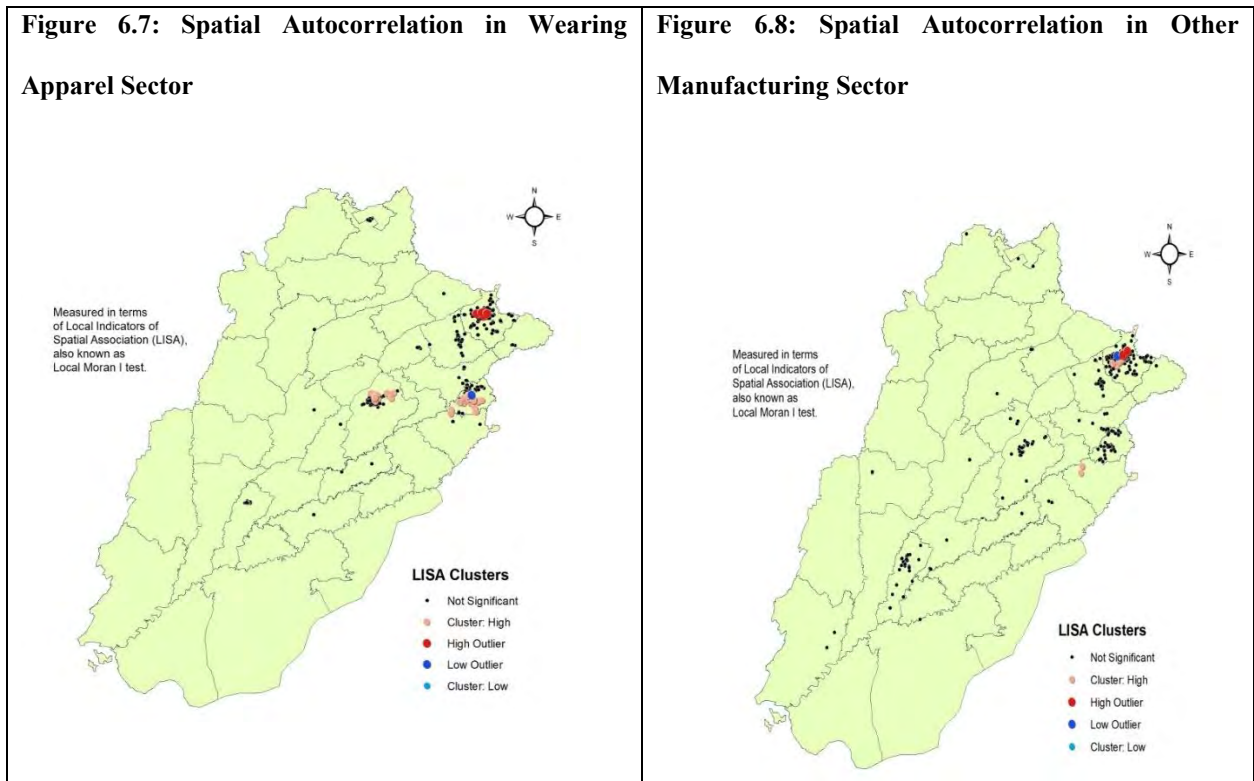 Figure 6.7: Spatial Autocorrelation in Wearing
Apparel Sector
N
W
E
S
Measured in terms
of Local Indicators of
Spatial Association (LISA),
also known as
Local Moran I test.
LISA Clusters
Not Significant
Cluster: High
High Outlier
Low Outlier
Cluster: Low
Figure 6.8: Spatial Autocorrelation in Other
Manufacturing Sector
N
W
E
S
Measured in terms
of Local Indicators of
Spatial Association (LISA),
also known as
Local Moran I test.
LISA Clusters
Not Significant
Cluster: High
High Outlier
Low Outlier
Cluster: Low